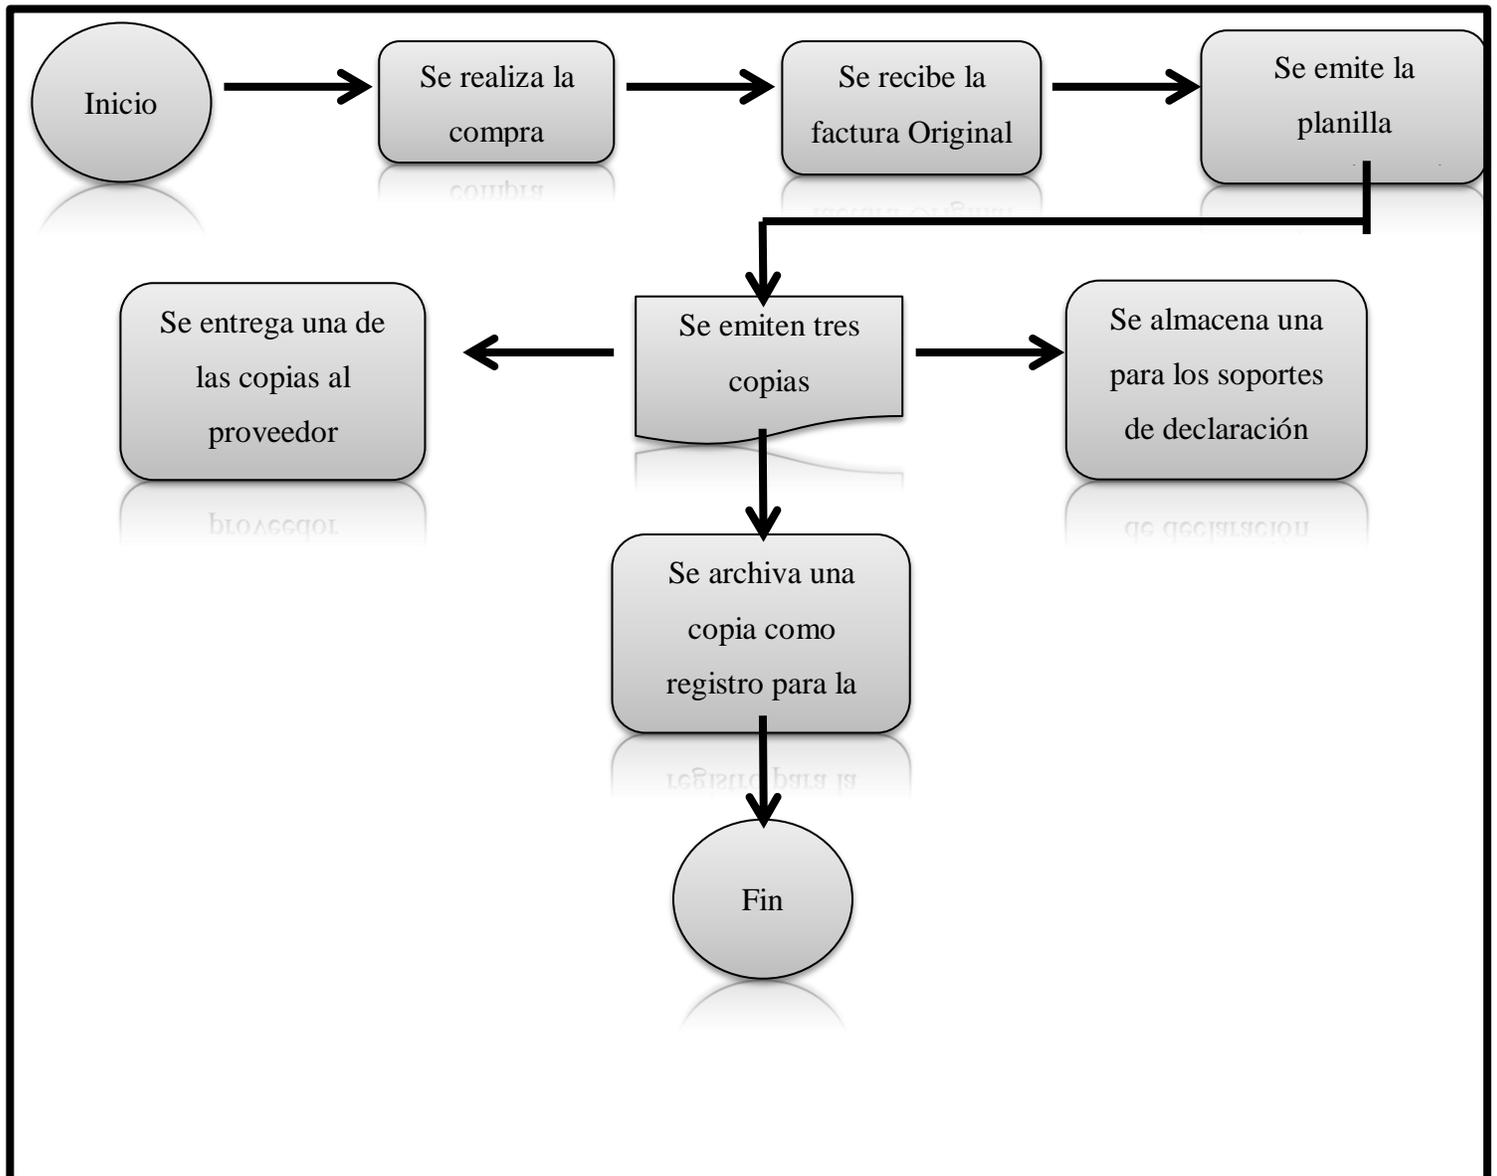 Inicio
Se realiza la
compra
Se recibe la
factura Original
Se emite la
planilla
Se entrega una de
las copias al
proveedor
Se emiten tres
copias
Se almacena una
para los soportes
de declaración
Se archiva una
copia como
registro para la
Fin